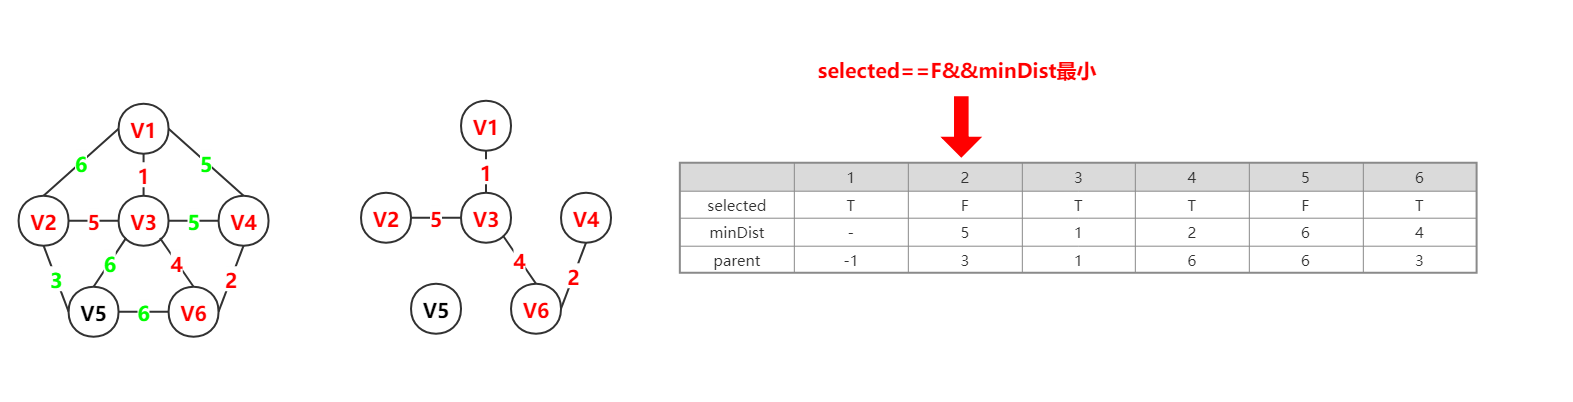 selected==F&&minDist最小
V1
6
5
1
V2
5
V3
5
V4
3
6
4
2
V5
6
V6
V1
1
V2
5
V3
V4
4
2
V5
V6
1 2 3 4 5 6
selected T F T T F T
minDist - 5 1 2 6 4
parent -1 3 1 6 6 3